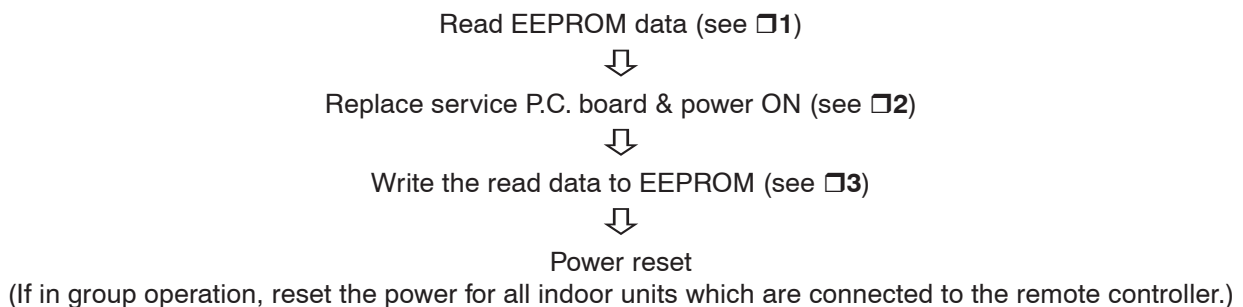 Read EEPROM data (see ❒1)
⇩
Replace service P.C. board & power ON (see ❒2)
⇩
Write the read data to EEPROM (see ❒3)
⇩
Power reset
(If in group operation, reset the power for all indoor units which are connected to the remote controller.)